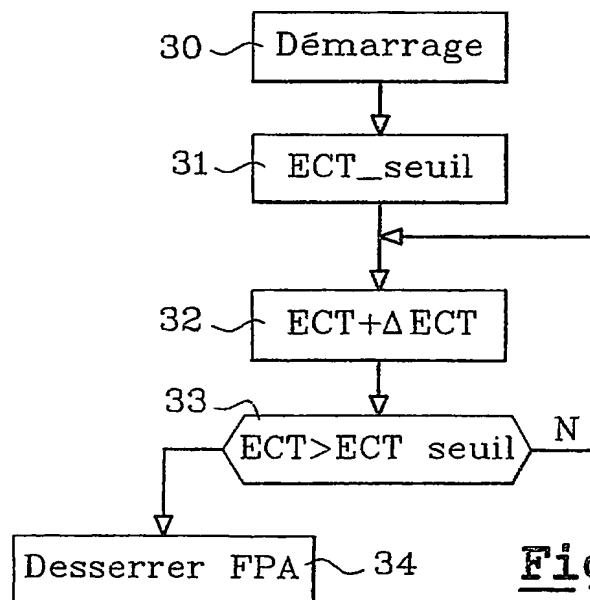 30
Démarrage
31
ECT_seuil
32
ECT+ΔECT
33
ECT>ECT seuil
N
Desserrer FPA
34